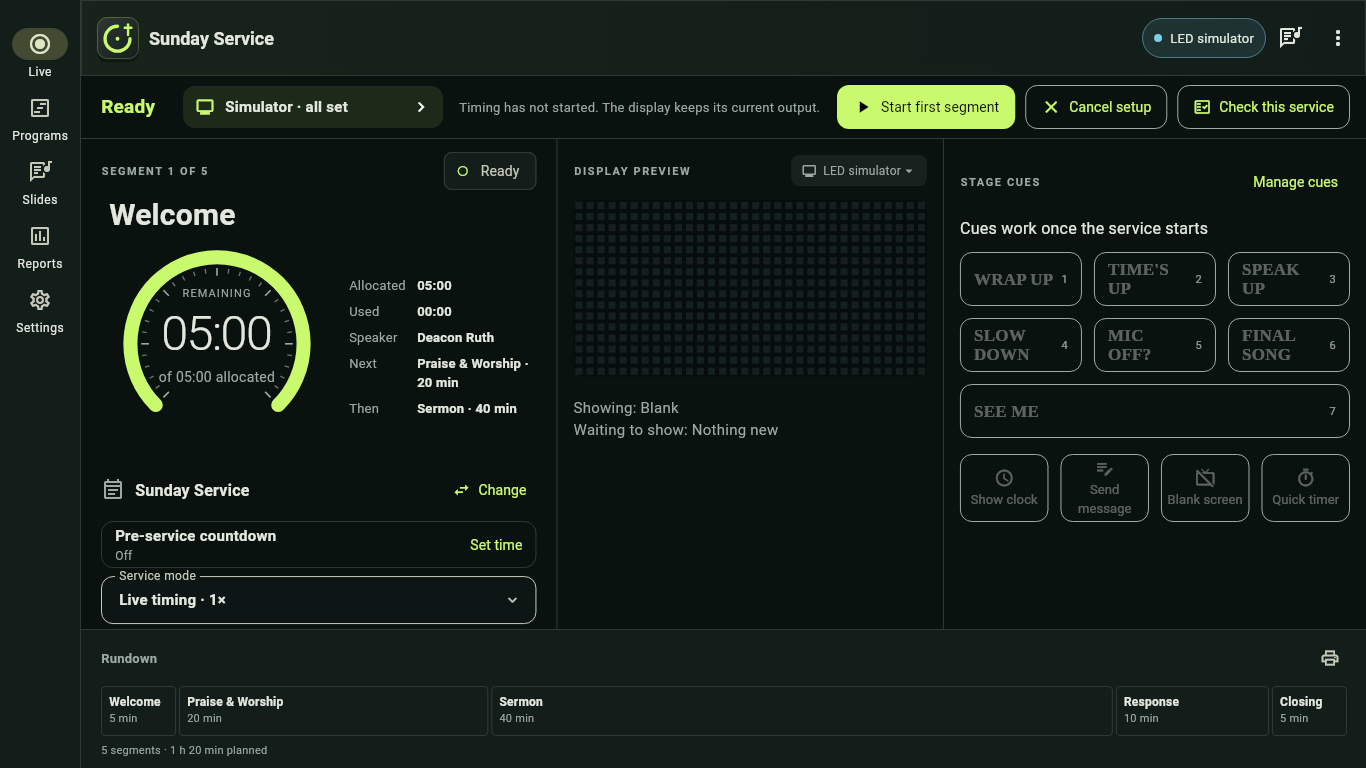 Sunday Service
LED simulator
Live
Programs
Slides
Reports
Settings
Ready
Simulator · all set
Timing has not started. The display keeps its current output.
Start first segment
Cancel setup
Check this service
SEGMENT 1 OF 5
Ready
Welcome
REMAINING
05:00
of 05:00 allocated
Allocated 05:00
Used 00:00
Speaker Deacon Ruth
Next Praise & Worship ·
20 min
Then Sermon · 40 min
Sunday Service
Change
Pre-service countdown
Off
Set time
Service mode
Live timing · 1×
DISPLAY PREVIEW
LED simulator
Showing: Blank
Waiting to show: Nothing new
STAGE CUES
Manage cues
Cues work once the service starts
WRAP UP 1
TIME'S
UP 2
SPEAK
UP 3
SLOW
DOWN 4
MIC
OFF? 5
FINAL
SONG 6
SEE ME 7
Show clock
Send
message
Blank screen
Quick timer
Rundown
Welcome
5 min
Praise & Worship
20 min
Sermon
40 min
Response
10 min
Closing
5 min
5 segments · 1 h 20 min planned